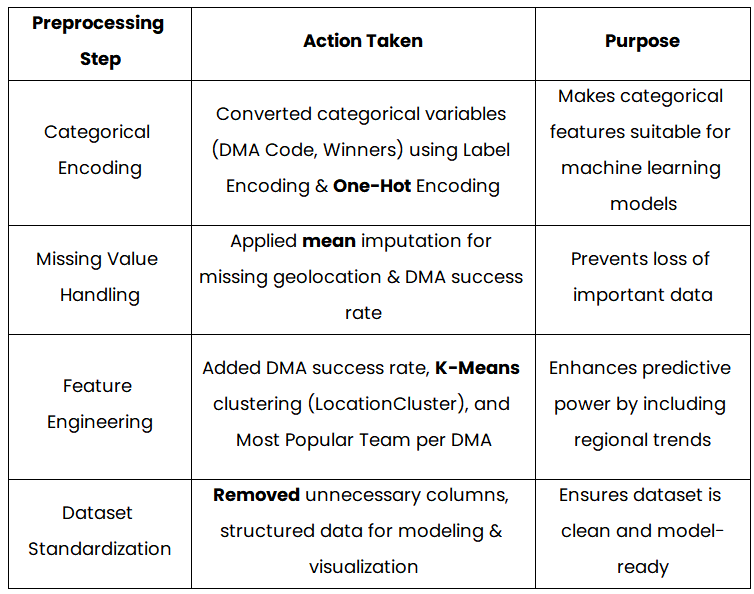 Preprocessing
Step
Action Taken
Purpose
Categorical
Encoding
Converted categorical variables
(DMA Code, Winners) using Label
Encoding & One-Hot Encoding
Makes categorical
features suitable for
machine learning
models
Missing Value
Handling
Applied mean imputation for
missing geolocation & DMA success
rate
Prevents loss of
important data
Feature
Engineering
Added DMA success rate, K-Means
clustering (LocationCluster), and
Most Popular Team per DMA
Enhances predictive
power by including
regional trends
Dataset
Standardization
Removed unnecessary columns,
structured data for modeling &
visualization
Ensures dataset is
clean and model-
ready